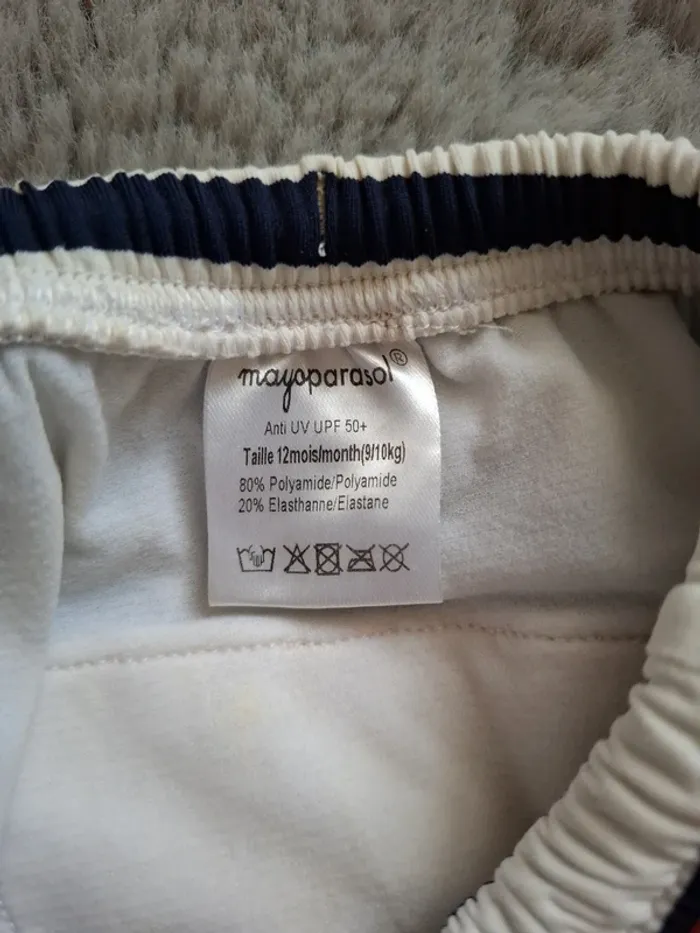 mayoparasol®
Anti UV UPF 50+
Taille 12mois/month(9/10kg)
80% Polyamide/Polyamide
20% Elasthanne/Elastane